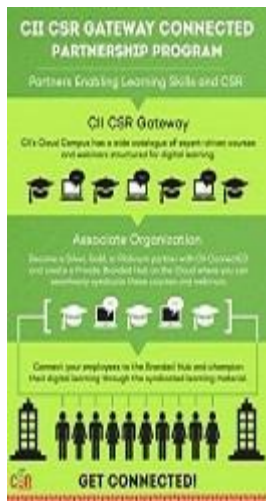 CII CSR GATEWAY CONNECTED
PARTNERSHIP PROGRAM
Partners Enabling Learning Skills and CSR
CII CSR Gateway
CII's Cloud Campus has a wide catalogue of expert-driven courses
and webinars structured for digital learning
Associate Organization
Become a Silver, Gold, or Platinum partner with CII Connected
and create a Private Branded Hub on the Cloud where you can
seamlessly syndicate these courses and webinars
Connect your employees to the Branded Hub and champion
their digital learning through the syndicated learning material.
CSR
GET CONNECTED!